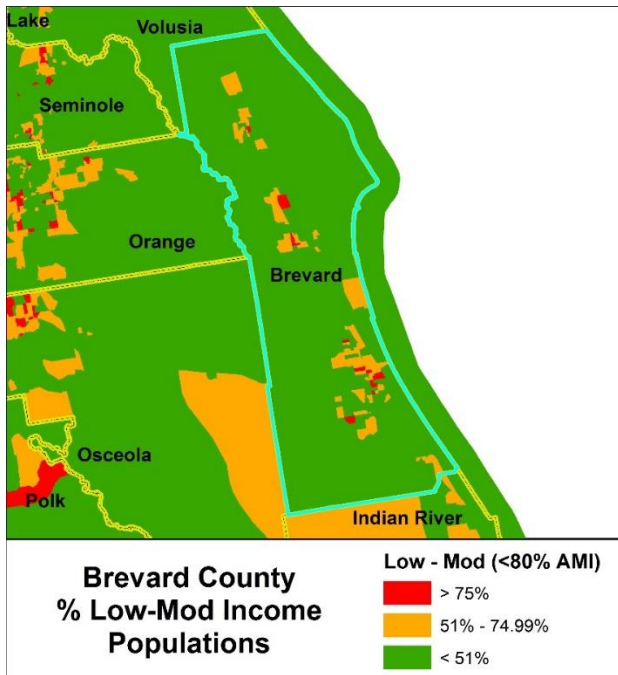 Lake
Volusia
Seminole
Orange
Brevard
Osceola
Polk
Indian River
Brevard County
% Low-Mod Income
Populations
Low - Mod (<80% AMI)
> 75%
51% - 74.99%
< 51%